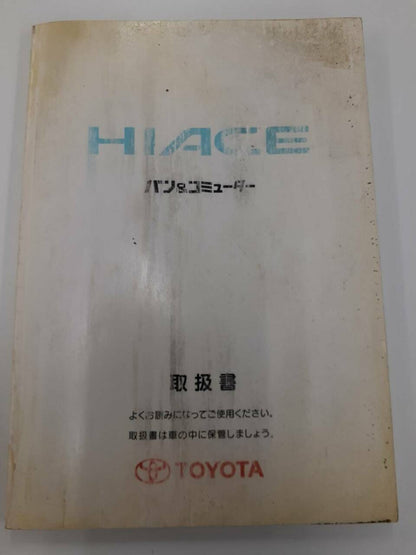 HIACE
バン&コミューター
取扱書
よくお読みになってご使用ください。
取扱書は車の中に保管しましょう。
TOYOTA